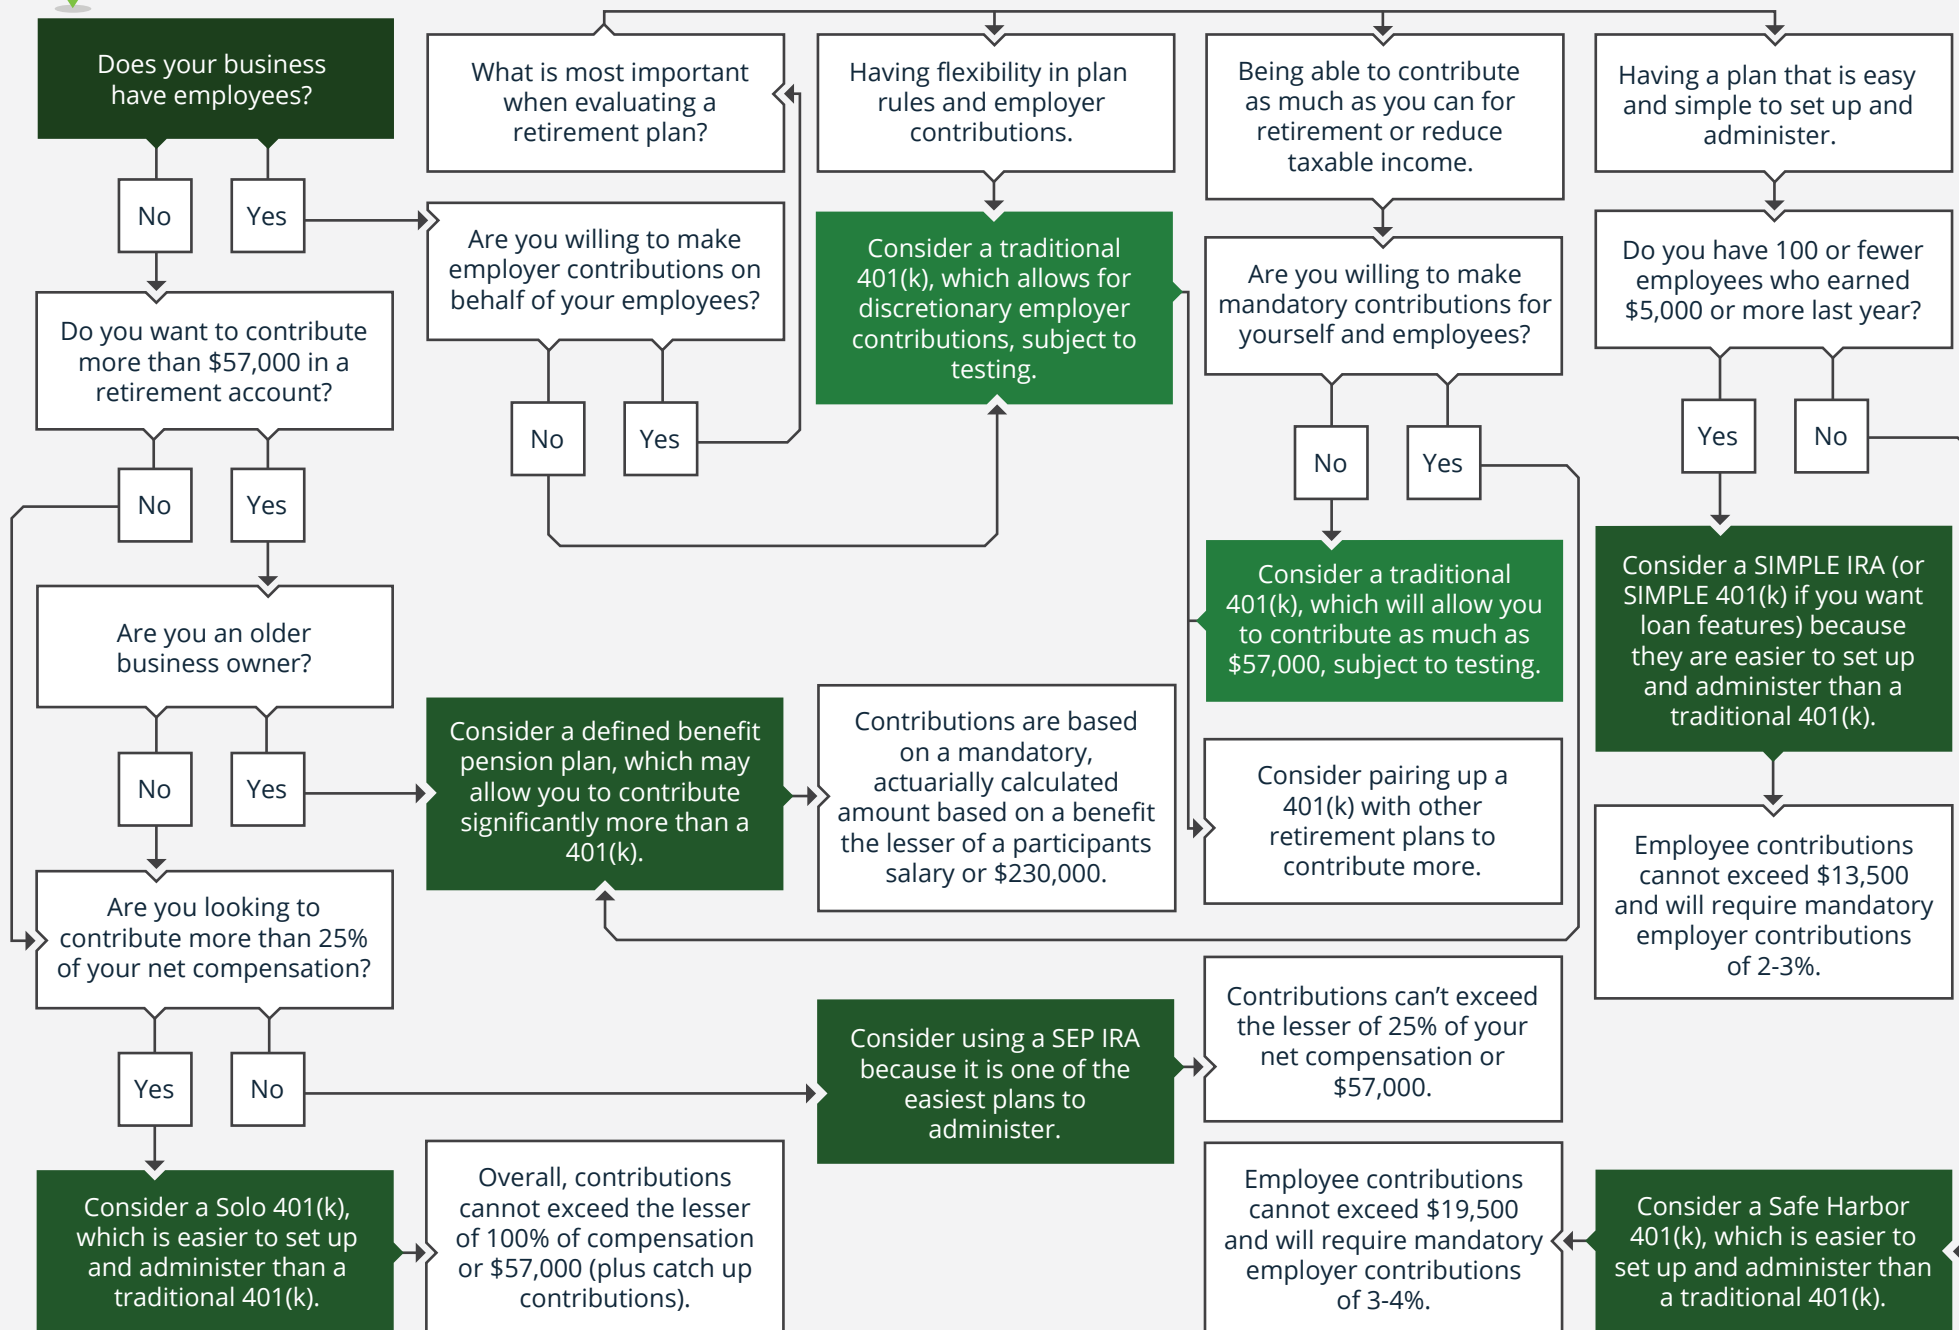 Does your business
have employees?
No
Yes
Do you want to contribute
more than $57,000 in a
retirement account?
No
Yes
Are you an older
business owner?
No
Yes
Are you looking to
contribute more than 25%
of your net compensation?
Yes
No
Consider a Solo 401(k),
which is easier to set up
and administer than a
traditional 401(k).
What is most important
when evaluating a
retirement plan?
Are you willing to make
employer contributions on
behalf of your employees?
No
Yes
Consider a defined benefit
pension plan, which may
allow you to contribute
significantly more than a
401(k).
Overall, contributions
cannot exceed the lesser
of 100% of compensation
or $57,000 (plus catch up
contributions).
Having flexibility in plan
rules and employer
contributions.
Consider a traditional
401(k), which allows for
discretionary employer
contributions, subject to
testing.
Contributions are based
on a mandatory,
actuarially calculated
amount based on a benefit
the lesser of a participants
salary or $230,000.
Consider using a SEP IRA
because it is one of the
easiest plans to
administer.
Being able to contribute
as much as you can for
retirement or reduce
taxable income.
Are you willing to make
mandatory contributions for
yourself and employees?
No
Yes
Consider a traditional
401(k), which will allow you
to contribute as much as
$57,000, subject to testing.
Consider pairing up a
401(k) with other
retirement plans to
contribute more.
Contributions can’t exceed
the lesser of 25% of your
net compensation or
$57,000.
Employee contributions
cannot exceed $19,500
and will require mandatory
employer contributions
of 3-4%.
Having a plan that is easy
and simple to set up and
administer.
Do you have 100 or fewer
employees who earned
$5,000 or more last year?
Yes
No
Consider a SIMPLE IRA (or
SIMPLE 401(k) if you want
loan features) because
they are easier to set up
and administer than a
traditional 401(k).
Employee contributions
cannot exceed $13,500
and will require mandatory
employer contributions
of 2-3%.
Consider a Safe Harbor
401(k), which is easier to
set up and administer than
a traditional 401(k).